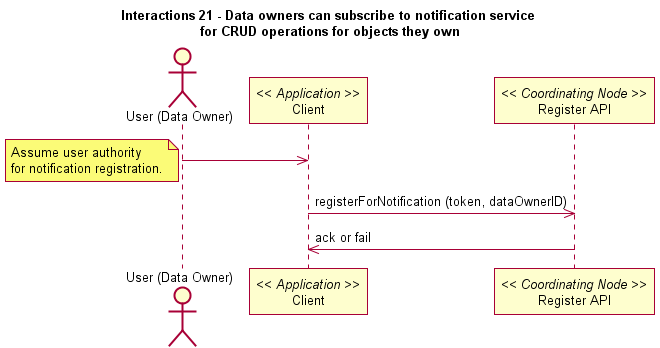 Interactions 21 - Data owners can subscribe to notification service
for CRUD operations for objects they own
User (Data Owner)
<< Application >>
Client
<< Coordinating Node >>
Register API
Assume user authority
for notification registration.
registerForNotification (token, dataOwnerID)
ack or fail
User (Data Owner)
<< Application >>
Client
<< Coordinating Node >>
Register API